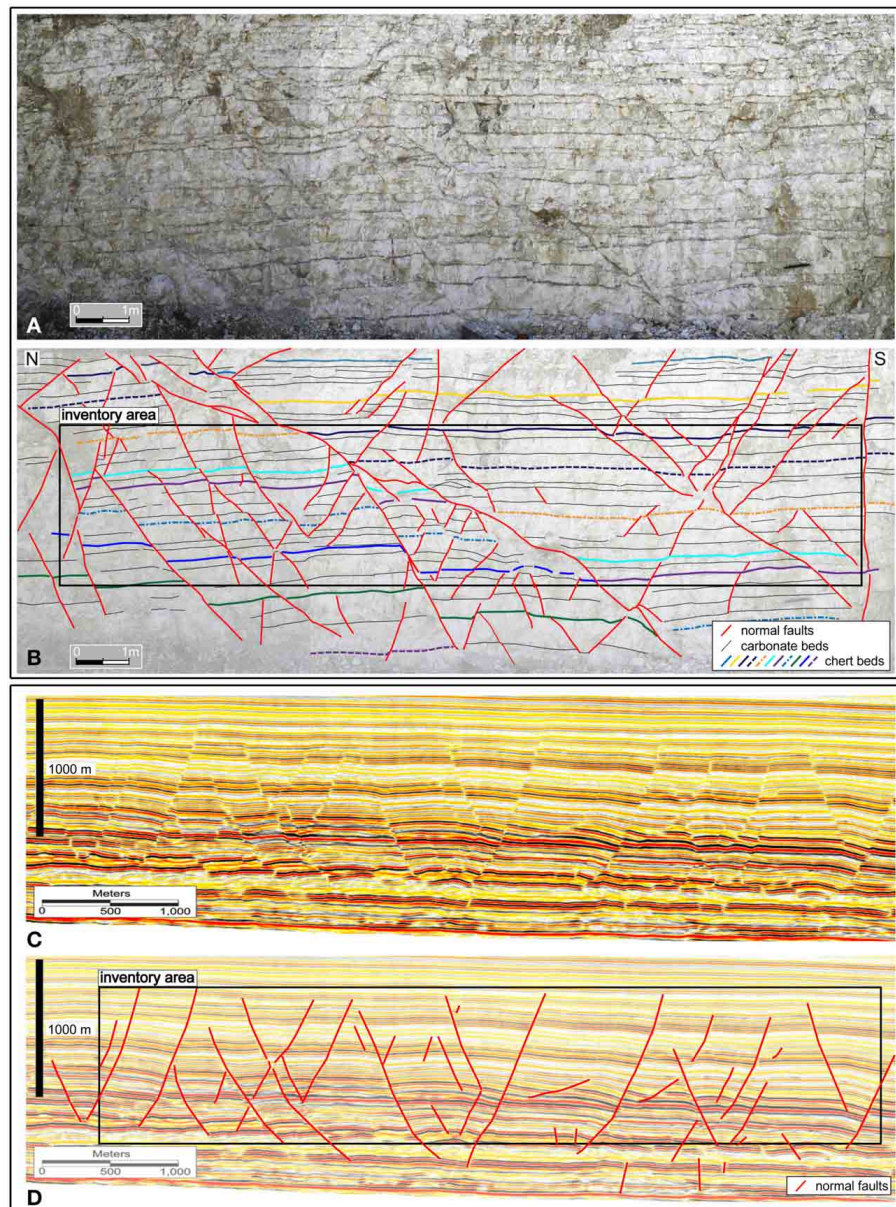 0 1m
A
N S
inventory area
normal faults
carbonate beds
chert beds
0 1m
B
1000 m
Meters
0 500 1,000
C
inventory area
1000 m
Meters
0 500 1,000
normal faults
D